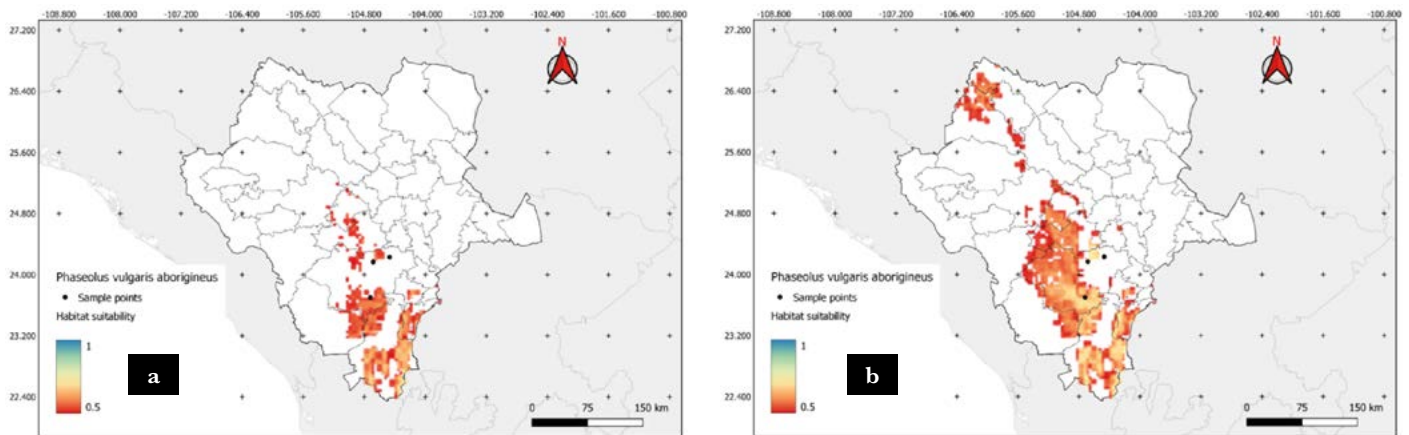 -108.800 -108.000 -107.200 -106.400 -105.600 -104.800 -104.000 -103.200 -102.400 -101.600 -100.800
27.200
N
26.400
25.600
24.800
24.000
Phaseolus vulgaris aborigineus
Sample points
Habitat suitability
23.200
1
a
0.5
22.400
0 75 150 km
-108.800 -108.000 -107.200 -106.400 -105.600 -104.800 -104.000 -103.200 -102.400 -101.600 -100.800
27.200
N
26.400
25.600
24.800
24.000
Phaseolus vulgaris aborigineus
Sample points
Habitat suitability
23.200
1
b
0.5
22.400
0 75 150 km